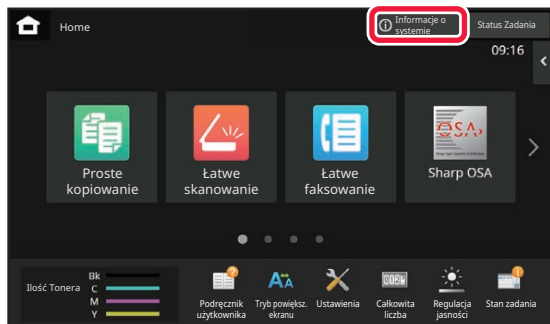 Home
Informacje o
systemie
Status Zadania
09:16
Proste
kopiowanie
Łatwe
skanowanie
Łatwe
faksowanie
OSA
Sharp OSA
Ilość Tonera
Bk
C
M
Y
Podręcznik
użytkownika
Tryb powiększ.
ekranu
Ustawienia
Całkowita
liczba
Regulacja
jasności
Stan zadania